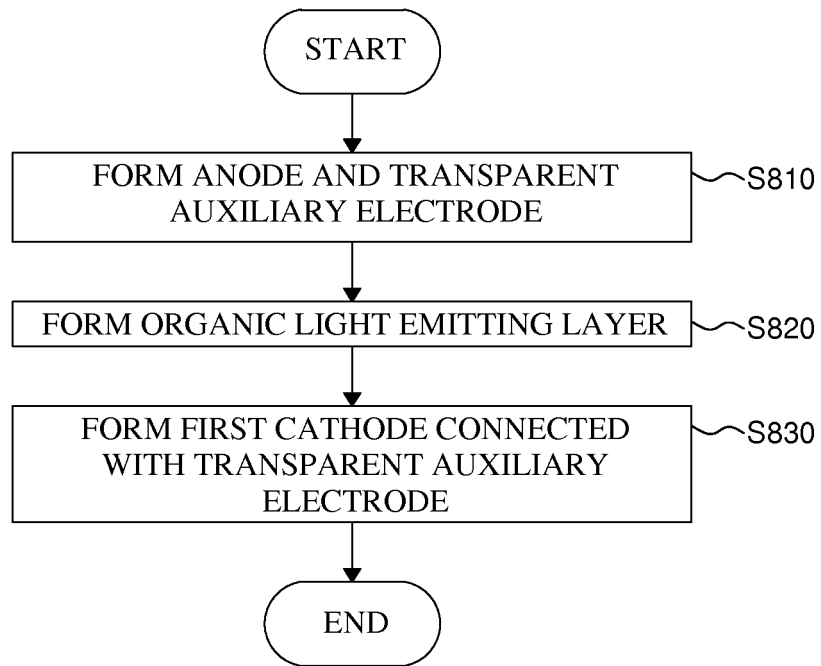 START
FORM ANODE AND TRANSPARENT
AUXILIARY ELECTRODE
S810
FORM ORGANIC LIGHT EMITTING LAYER
S820
FORM FIRST CATHODE CONNECTED
WITH TRANSPARENT AUXILIARY
ELECTRODE
S830
END